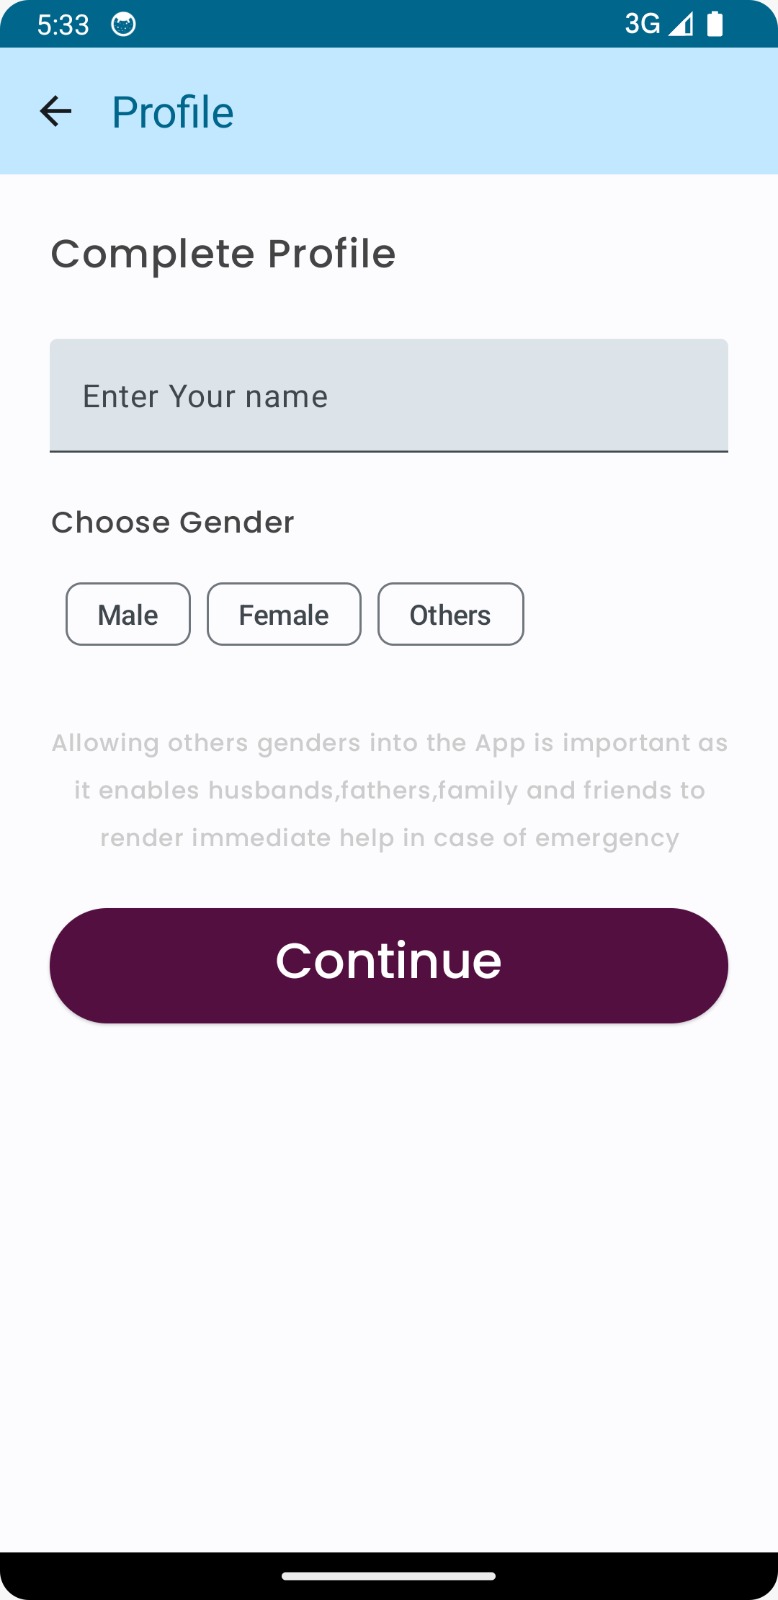 5:33 3G
Profile
Complete Profile
Enter Your name
Choose Gender
Male Female Others
Allowing others genders into the App is important as
it enables husbands,fathers,family and friends to
render immediate help in case of emergency
Continue